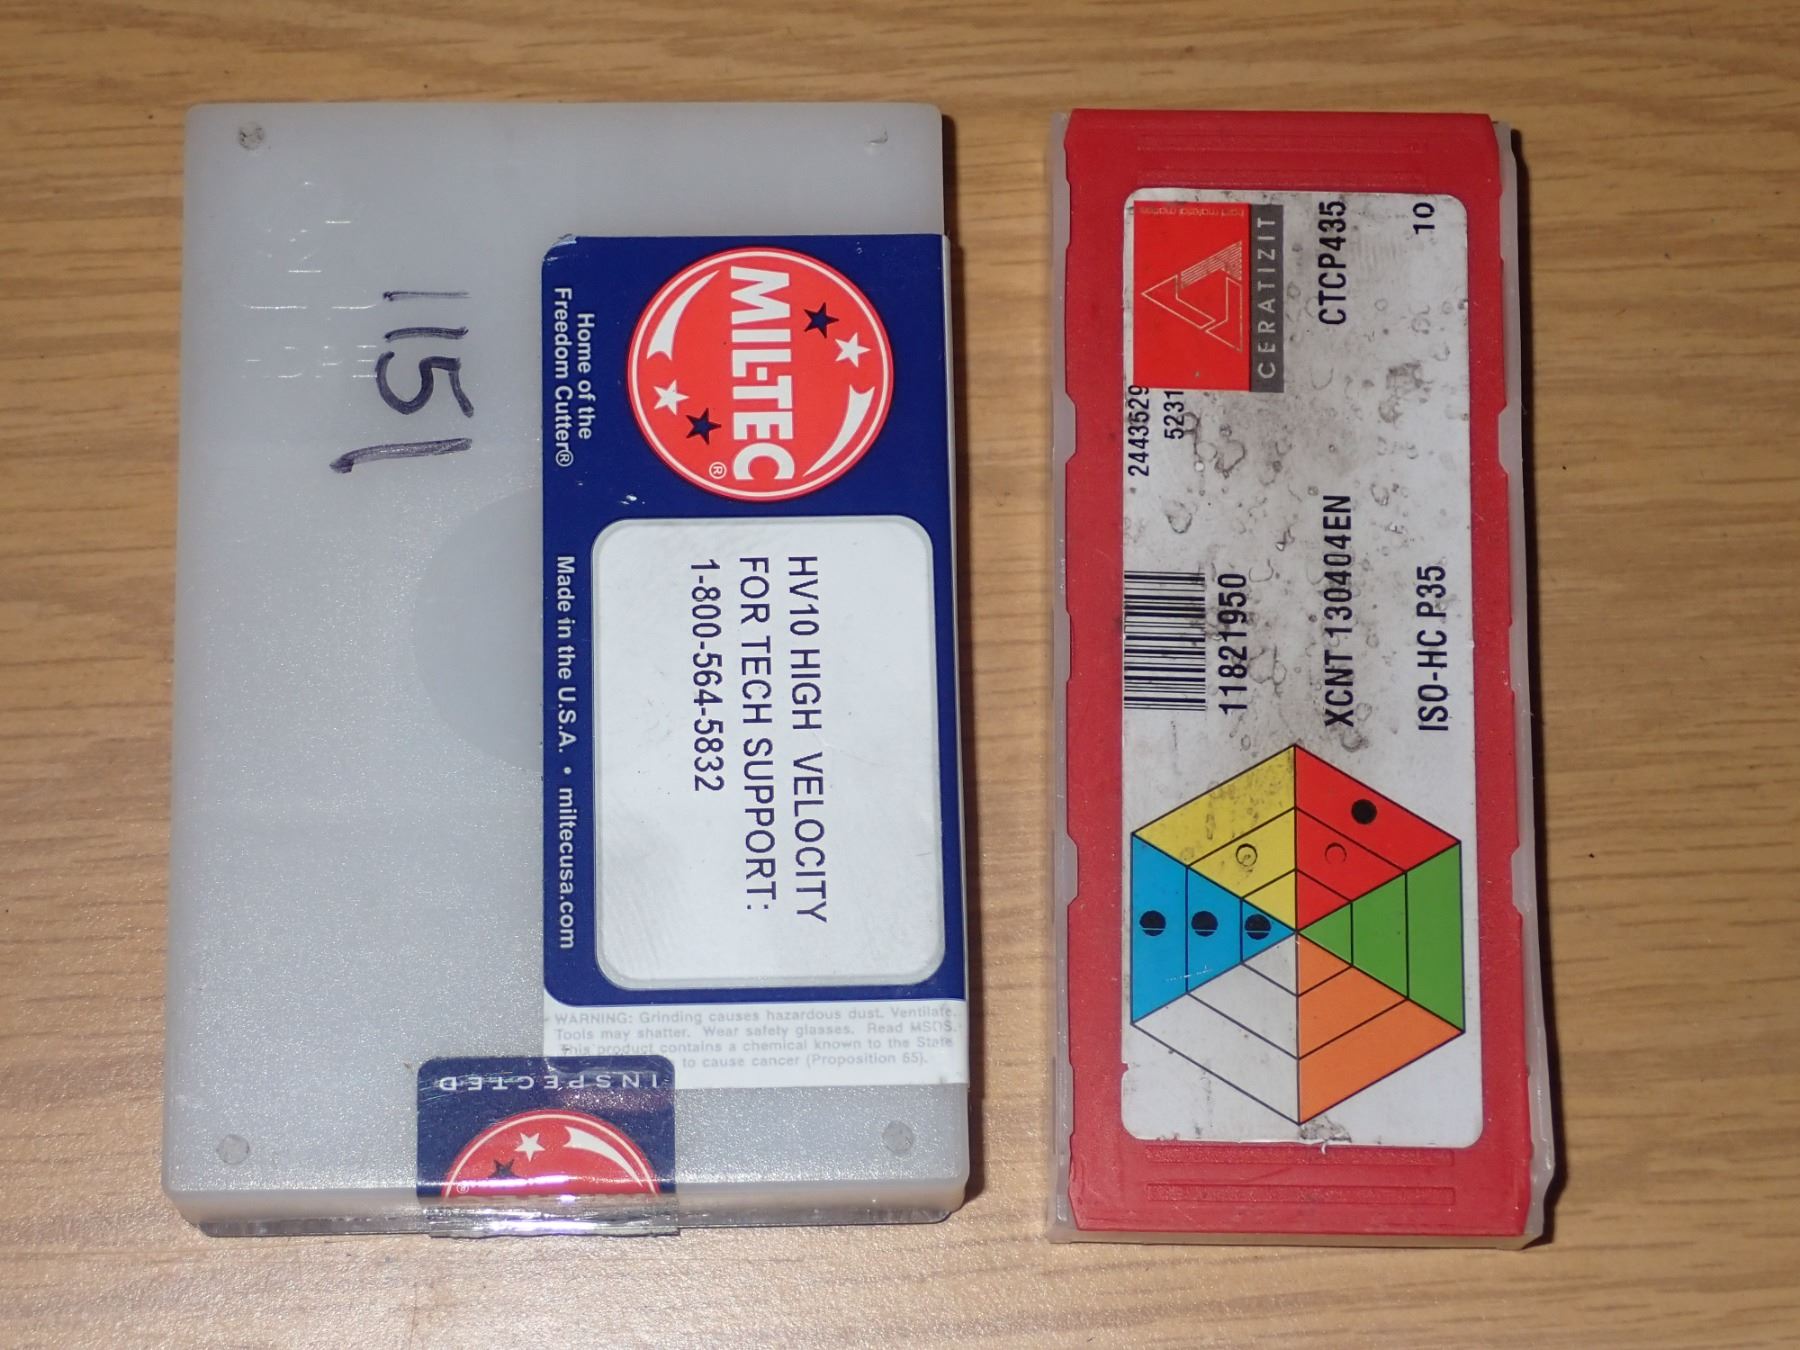 1151
MIL-TEC®
Home of the
Freedom Cutter®
HV10 HIGH VELOCITY
FOR TECH SUPPORT:
1-800-564-5832
Made in the U.S.A. • miltecusa.com
WARNING: Grinding causes hazardous dust. Ventilate.
Tools may shatter. Wear safety glasses. Read MSDS.
This product contains a chemical known to the State
to cause cancer (Proposition 65).
INSPECTED
hard material matters
CERATIZIT
CTCP435
10
2443529
5231
11821950
XCNT 130404EN
ISO-HC P35